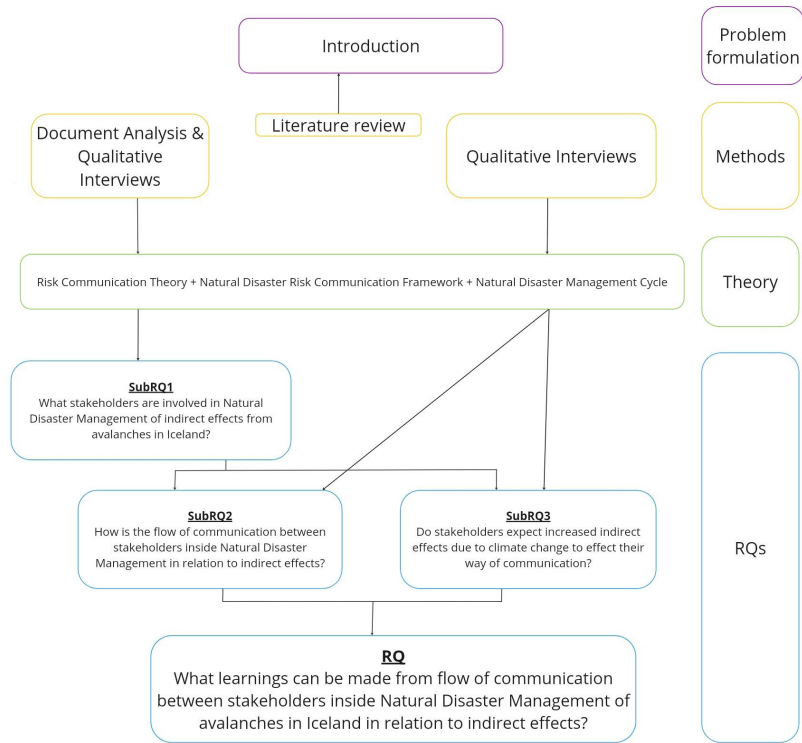 Introduction
Problem
formulation
Literature review
Document Analysis &
Qualitative
Interviews
Qualitative Interviews
Methods
Risk Communication Theory + Natural Disaster Risk Communication Framework + Natural Disaster Management Cycle
Theory
SubRQ1
What stakeholders are involved in Natural
Disaster Management of indirect effects from
avalanches in Iceland?
SubRQ2
How is the flow of communication between
stakeholders inside Natural Disaster
Management in relation to indirect effects?
SubRQ3
Do stakeholders expect increased indirect
effects due to climate change to effect their
way of communication?
RQs
RQ
What learnings can be made from flow of communication
between stakeholders inside Natural Disaster Management of
avalanches in Iceland in relation to indirect effects?